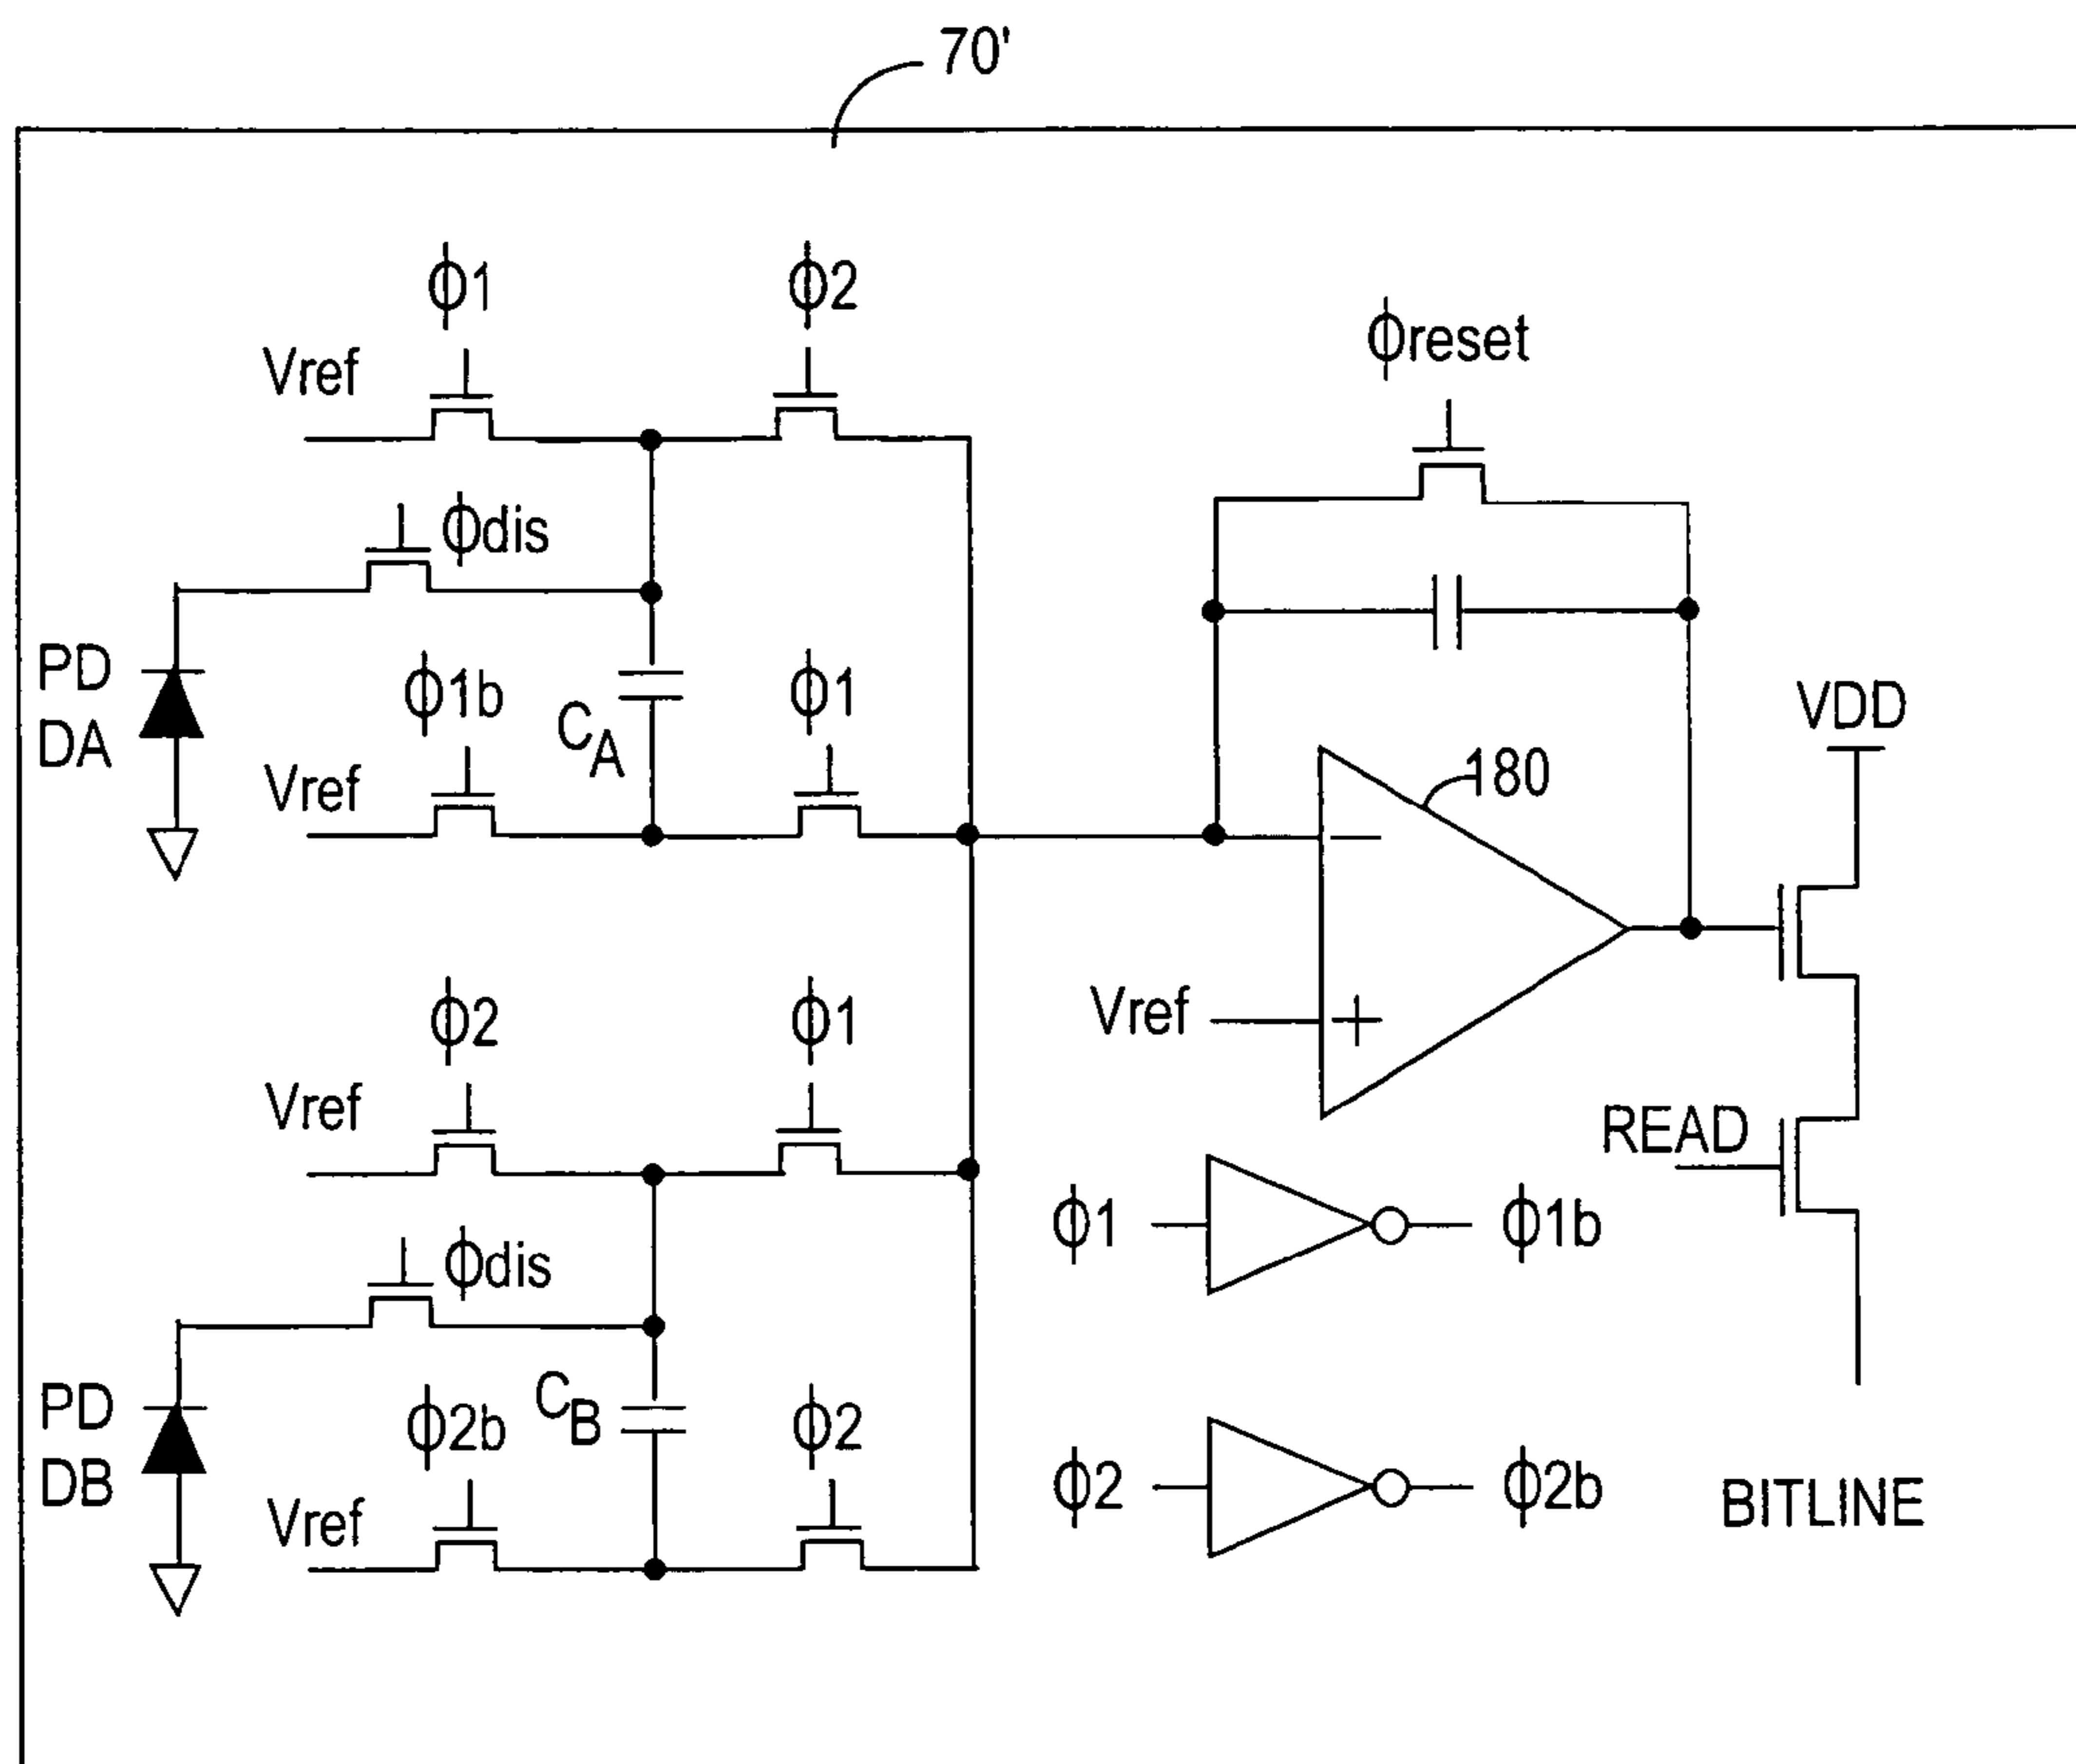 70'
ϕ1
ϕ2
Vref
ϕreset
ϕdis
PD
DA
ϕ1b
CA
ϕ1
Vref
VDD
180
−
ϕ2
ϕ1
Vref
+
Vref
READ
ϕ1
ϕ1b
ϕdis
PD
DB
ϕ2b
CB
ϕ2
Vref
ϕ2
ϕ2b
BITLINE